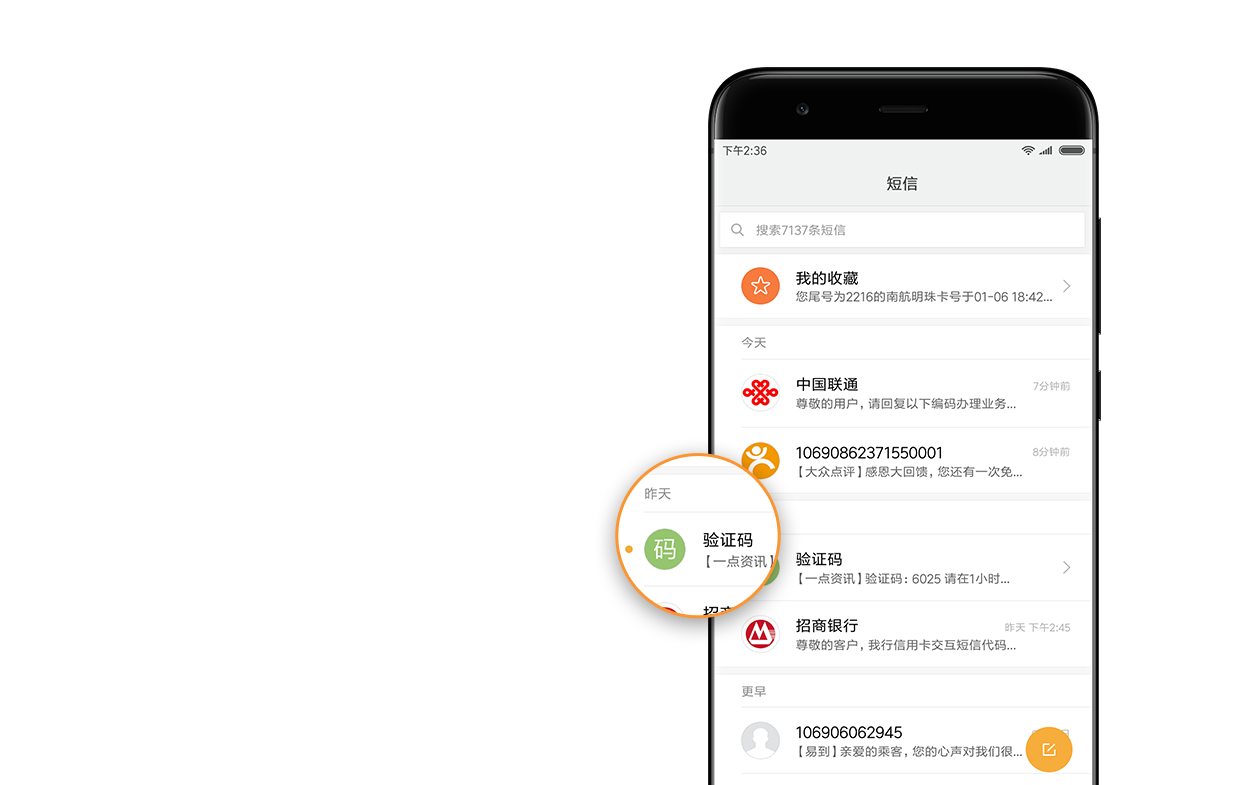 下午2:36
短信
搜索7137条短信
我的收藏
您尾号为2216的南航明珠卡号于01-06 18:42...
今天
中国联通
7分钟前
尊敬的用户，请回复以下编码办理业务...
10690862371550001
8分钟前
【大众点评】感恩大回馈，您还有一次免...
昨天
码
验证码
【一点资讯】
招商
验证码
【一点资讯】验证码：6025 请在1小时...
招商银行
昨天 下午2:45
尊敬的客户，我行信用卡交互短信代码...
更早
106906062945
【易到】亲爱的乘客，您的心声对我们很...